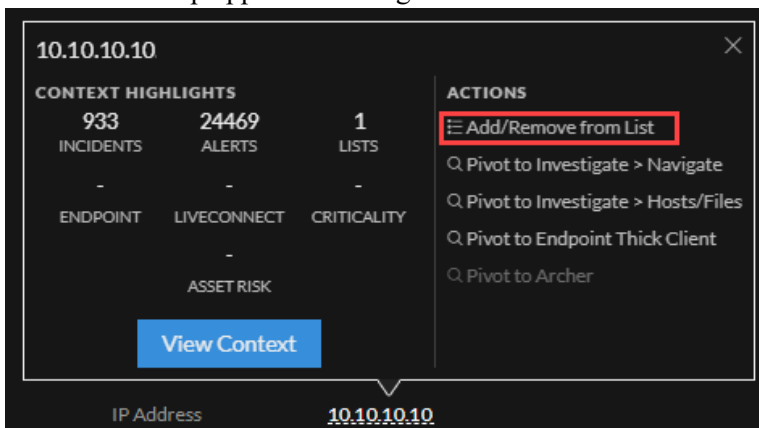 10.10.10.10
CONTEXT HIGHLIGHTS
933 24469 1
INCIDENTS ALERTS LISTS
- - -
ENDPOINT LIVECONNECT CRITICALITY
-
ASSET RISK
View Context
ACTIONS
Add/Remove from List
Pivot to Investigate > Navigate
Pivot to Investigate > Hosts/Files
Pivot to Endpoint Thick Client
Pivot to Archer
IP Address 10.10.10.10